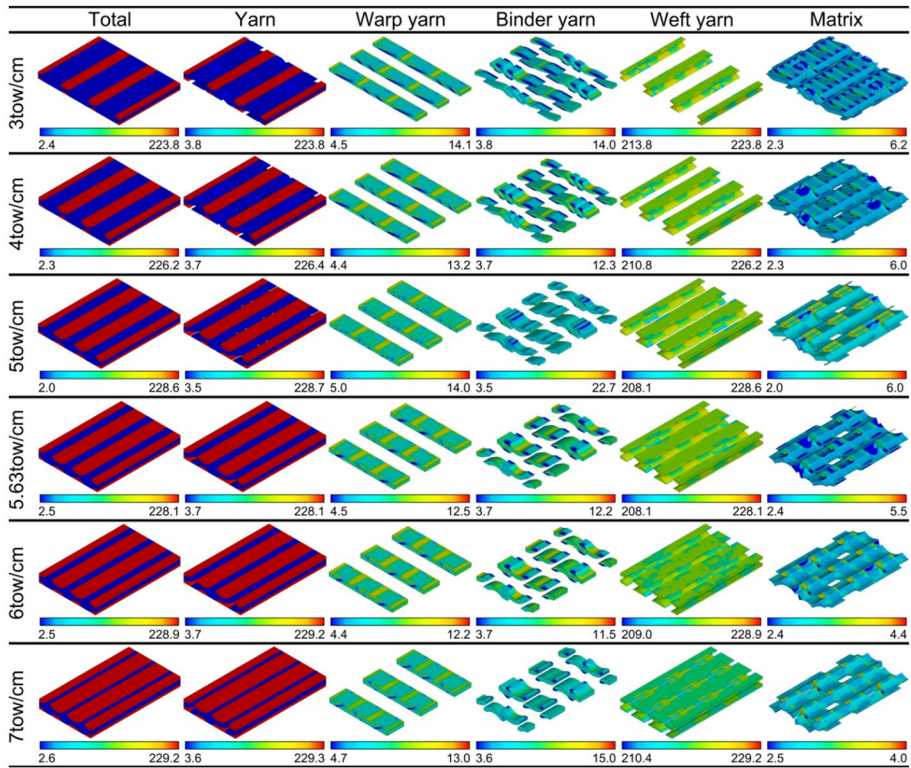 Total Yarn Warp yarn Binder yarn Weft yarn Matrix
3tow/cm
2.4 223.8 3.8 223.8 4.5 14.1 3.8 14.0 213.8 223.8 2.3 6.2
4tow/cm
2.3 226.2 3.7 226.4 4.4 13.2 3.7 12.3 210.8 226.2 2.3 6.0
5tow/cm
2.0 228.6 3.5 228.7 5.0 14.0 3.5 22.7 208.1 228.6 2.0 6.0
5.63tow/cm
2.5 228.1 3.7 228.1 4.5 12.5 3.7 12.2 208.1 228.1 2.4 5.5
6tow/cm
2.5 228.9 3.7 229.2 4.4 12.2 3.7 11.5 209.0 228.9 2.4 4.4
7tow/cm
2.6 229.2 3.6 229.3 4.7 13.0 3.6 15.0 210.4 229.2 2.5 4.0